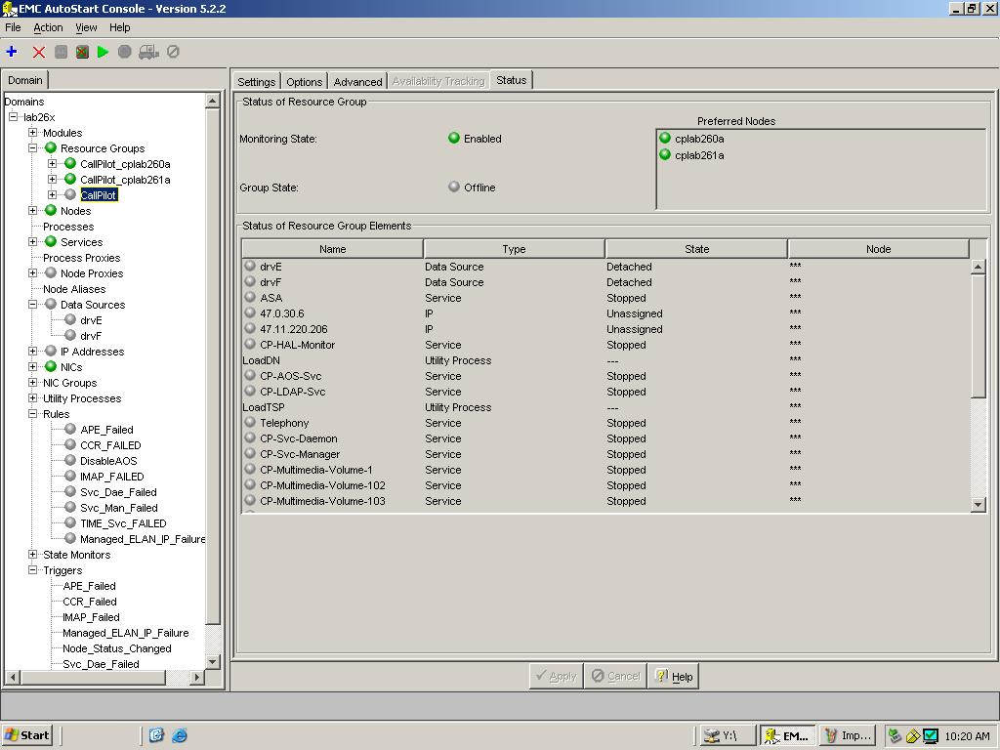 EMC AutoStart Console - Version 5.2.2
File Action View Help
Domain
Domains
lab26x
Modules
Resource Groups
CallPilot_cplab260a
CallPilot_cplab261a
CallPilot
Nodes
Processes
Services
Process Proxies
Node Proxies
Node Aliases
Data Sources
drvE
drvF
IP Addresses
NICs
NIC Groups
Utility Processes
Rules
APE_Failed
CCR_FAILED
DisableAOS
IMAP_FAILED
Svc_Dae_Failed
Svc_Man_Failed
TIME_Svc_FAILED
Managed_ELAN_IP_Failure
State Monitors
Triggers
APE_Failed
CCR_Failed
IMAP_Failed
Managed_ELAN_IP_Failure
Node_Status_Changed
Svc_Dae_Failed
Settings Options Advanced Availability Tracking Status
Status of Resource Group
Monitoring State: Enabled
Group State: Offline
Preferred Nodes
cplab260a
cplab261a
Status of Resource Group Elements
Name Type State Node
drvE Data Source Detached ***
drvF Data Source Detached ***
ASA Service Stopped ***
47.0.30.6 IP Unassigned ***
47.11.220.206 IP Unassigned ***
CP-HAL-Monitor Service Stopped ***
LoadDN Utility Process --- ***
CP-AOS-Svc Service Stopped ***
CP-LDAP-Svc Service Stopped ***
LoadTSP Utility Process --- ***
Telephony Service Stopped ***
CP-Svc-Daemon Service Stopped ***
CP-Svc-Manager Service Stopped ***
CP-Multimedia-Volume-1 Service Stopped ***
CP-Multimedia-Volume-102 Service Stopped ***
CP-Multimedia-Volume-103 Service Stopped ***
Apply Cancel Help
Start Y:\ EM... Imp... 10:20 AM